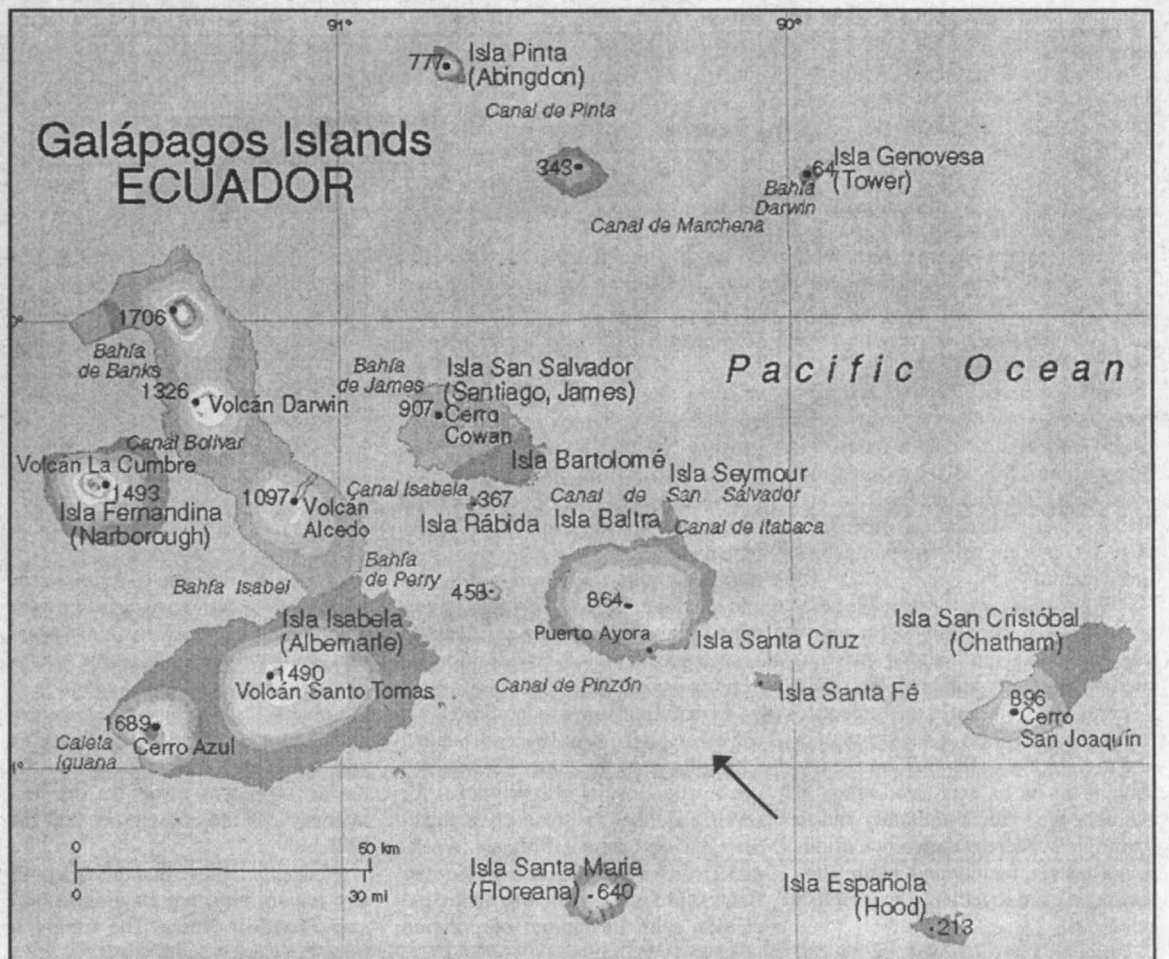 91°
90°
777
Isla Pinta
(Abingdon)
Canal de Pinta
Galápagos Islands
ECUADOR
343
64
Isla Genovesa
(Tower)
Bahía
Darwin
Canal de Marchena
1706
0°
Bahía
de Banks
1326
Volcán Darwin
Bahía
de James
Isla San Salvador
(Santiago, James)
907
Cerro
Cowan
Pacific Ocean
Canal Bolivar
Volcán La Cumbre
1493
Isla Fernandina
(Narborough)
1097
Volcán
Alcedo
Canal Isabela
367
Isla Rábida
Isla Bartolomé
Isla Seymour
Canal de San Salvador
Isla Baltra
Canal de Itabaca
Bahía Isabel
Bahía
de Perry
458
864
Puerto Ayora
Isla Santa Cruz
Isla San Cristóbal
(Chatham)
Isla Isabela
(Albemarle)
1490
Volcán Santo Tomas
Canal de Pinzón
Isla Santa Fé
896
Cerro
San Joaquín
1689
Cerro Azul
Caleta
Iguana
1°
0
50 km
0
30 mi
Isla Santa Maria
(Floreana)
640
Isla Española
(Hood)
213